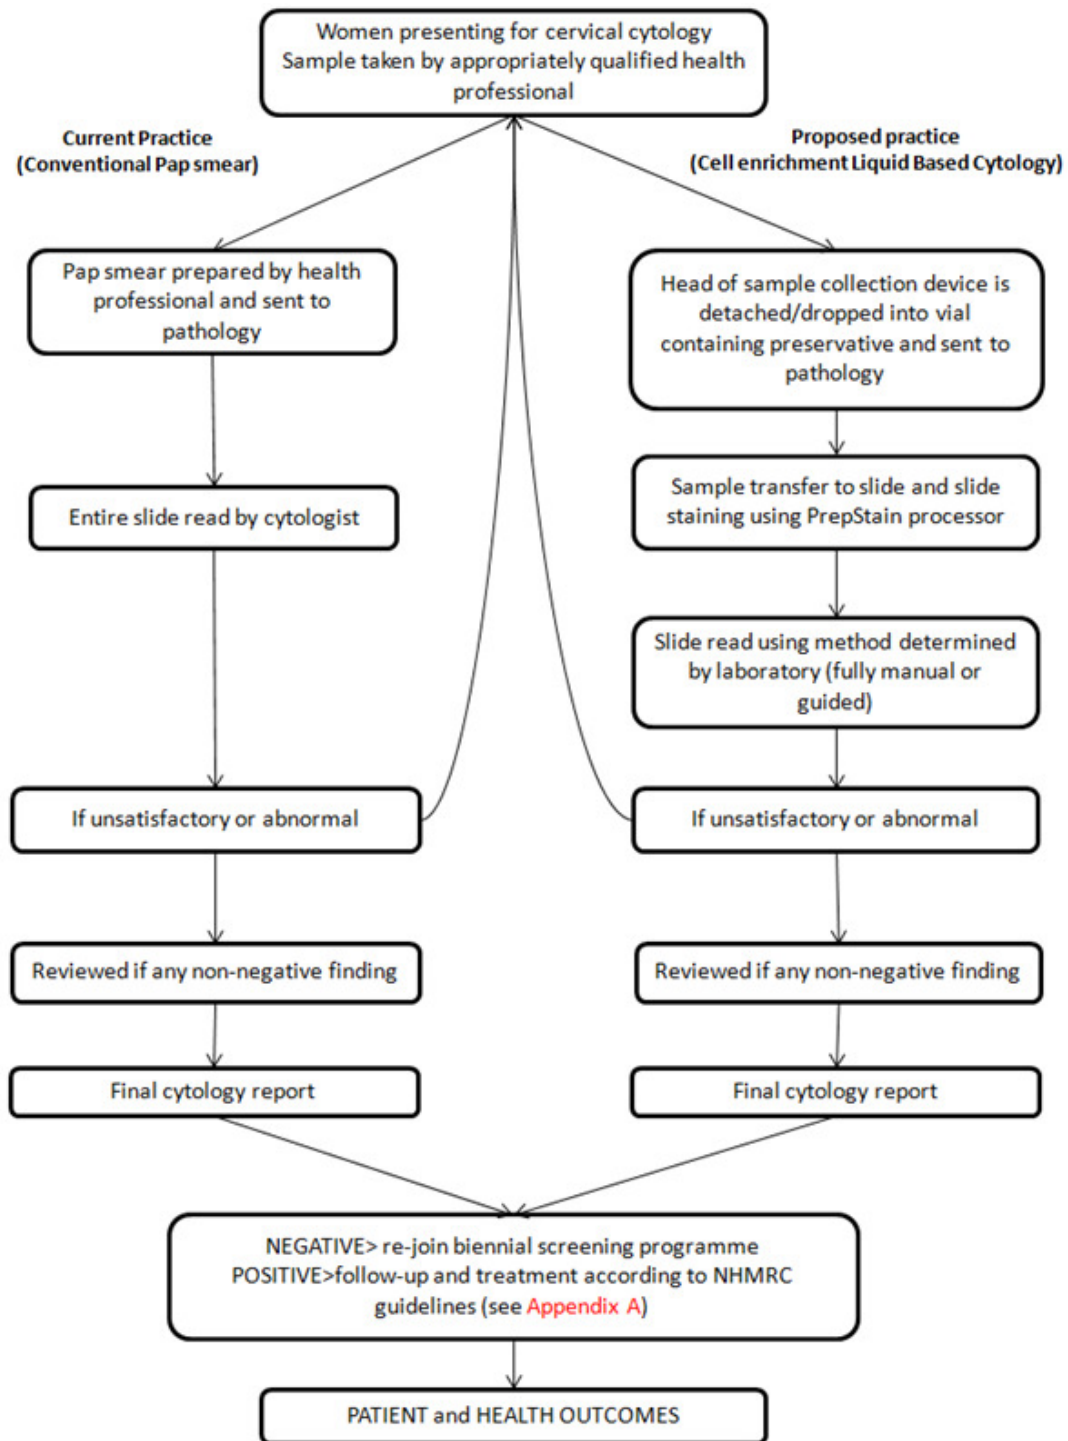 Women presenting for cervical cytology
Sample taken by appropriately qualified health
professional
Current Practice
(Conventional Pap smear)
Proposed practice
(Cell enrichment Liquid Based Cytology)
Pap smear prepared by health
professional and sent to
pathology
Head of sample collection device is
detached/dropped into vial
containing preservative and sent to
pathology
Entire slide read by cytologist
Sample transfer to slide and slide
staining using PrepStain processor
Slide read using method determined
by laboratory (fully manual or
guided)
If unsatisfactory or abnormal
If unsatisfactory or abnormal
Reviewed if any non-negative finding
Reviewed if any non-negative finding
Final cytology report
Final cytology report
NEGATIVE> re-join biennial screening programme
POSITIVE>follow-up and treatment according to NHMRC
guidelines (see Appendix A)
PATIENT and HEALTH OUTCOMES